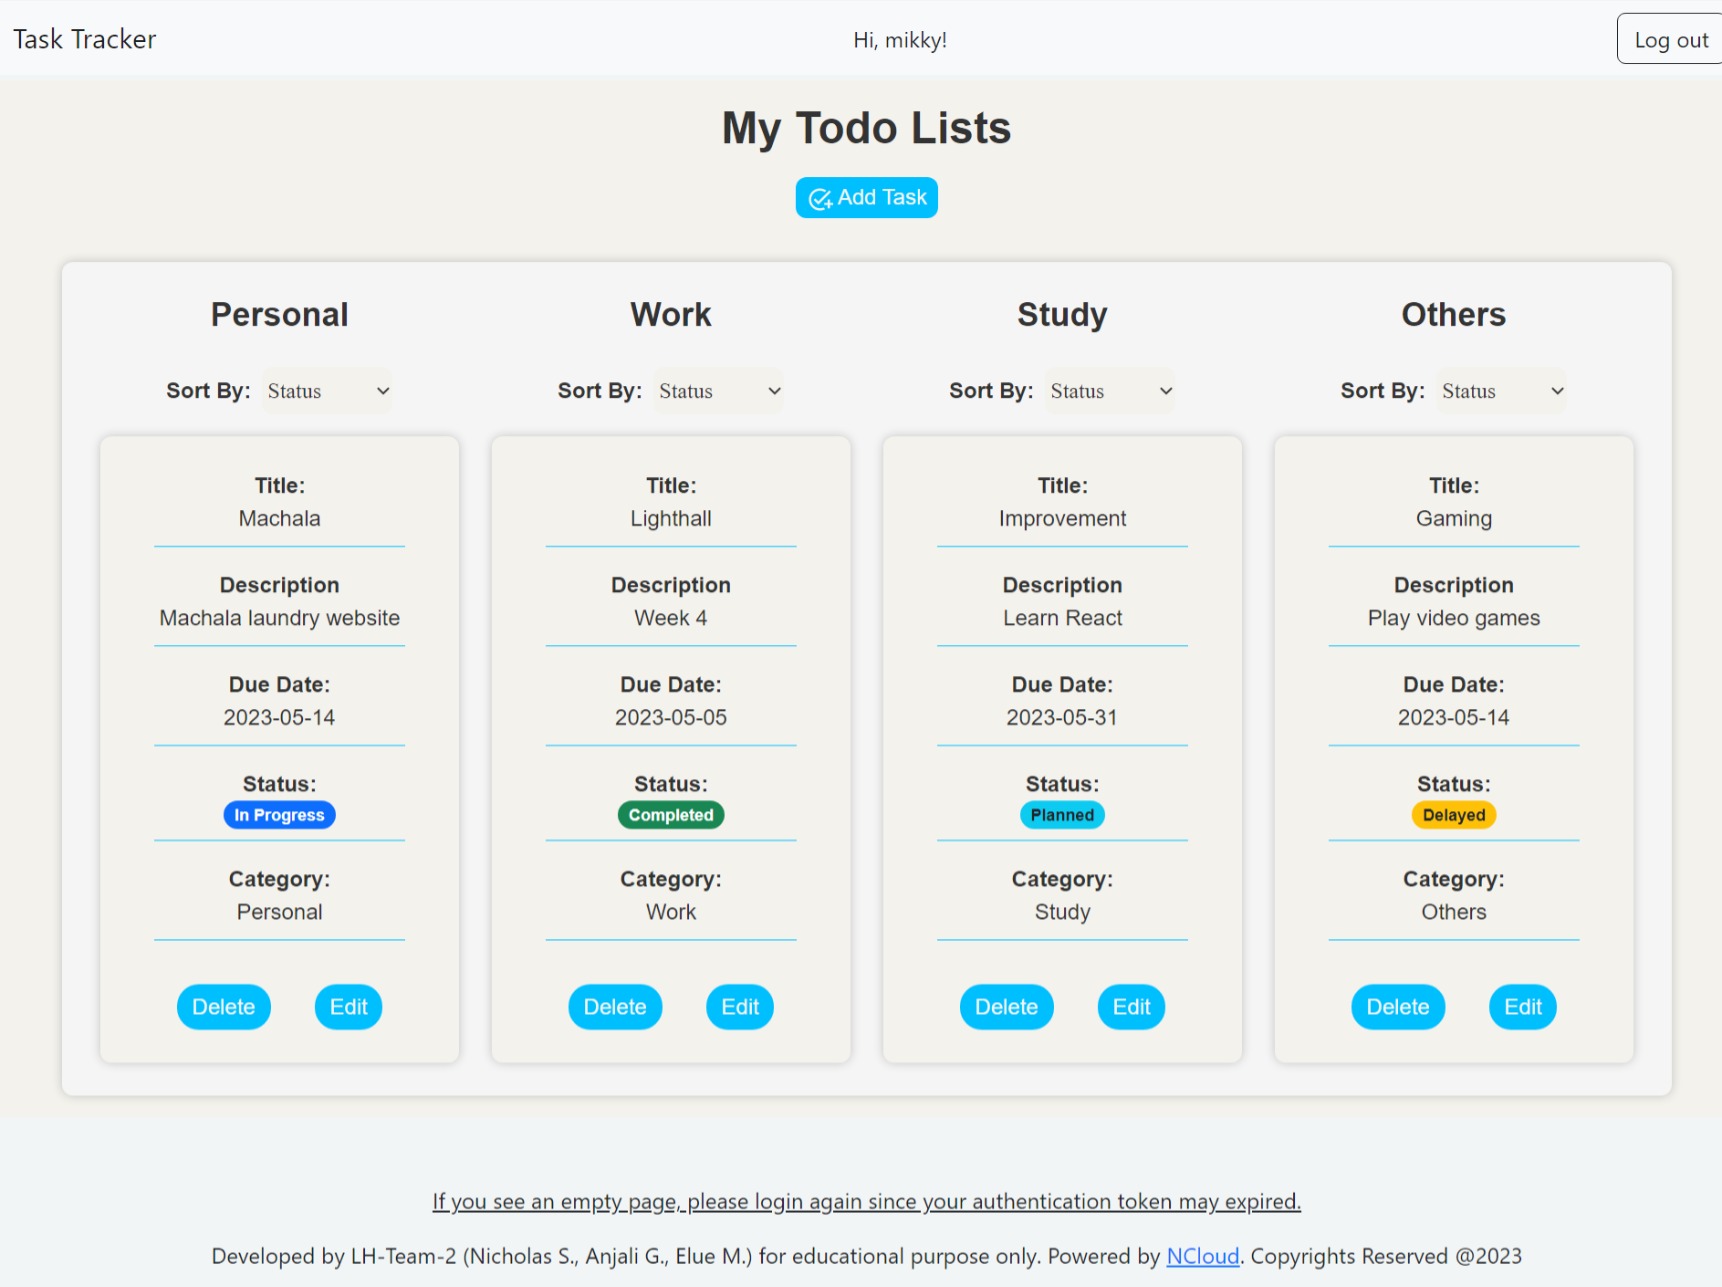 Task Tracker
Hi, mikky!
Log out
My Todo Lists
Add Task
Personal
Sort By: Status
Title:
Machala
Description
Machala laundry website
Due Date:
2023-05-14
Status:
In Progress
Category:
Personal
Delete Edit
Work
Sort By: Status
Title:
Lighthall
Description
Week 4
Due Date:
2023-05-05
Status:
Completed
Category:
Work
Delete Edit
Study
Sort By: Status
Title:
Improvement
Description
Learn React
Due Date:
2023-05-31
Status:
Planned
Category:
Study
Delete Edit
Others
Sort By: Status
Title:
Gaming
Description
Play video games
Due Date:
2023-05-14
Status:
Delayed
Category:
Others
Delete Edit
If you see an empty page, please login again since your authentication token may expired.
Developed by LH-Team-2 (Nicholas S., Anjali G., Elue M.) for educational purpose only. Powered by NCloud. Copyrights Reserved @2023